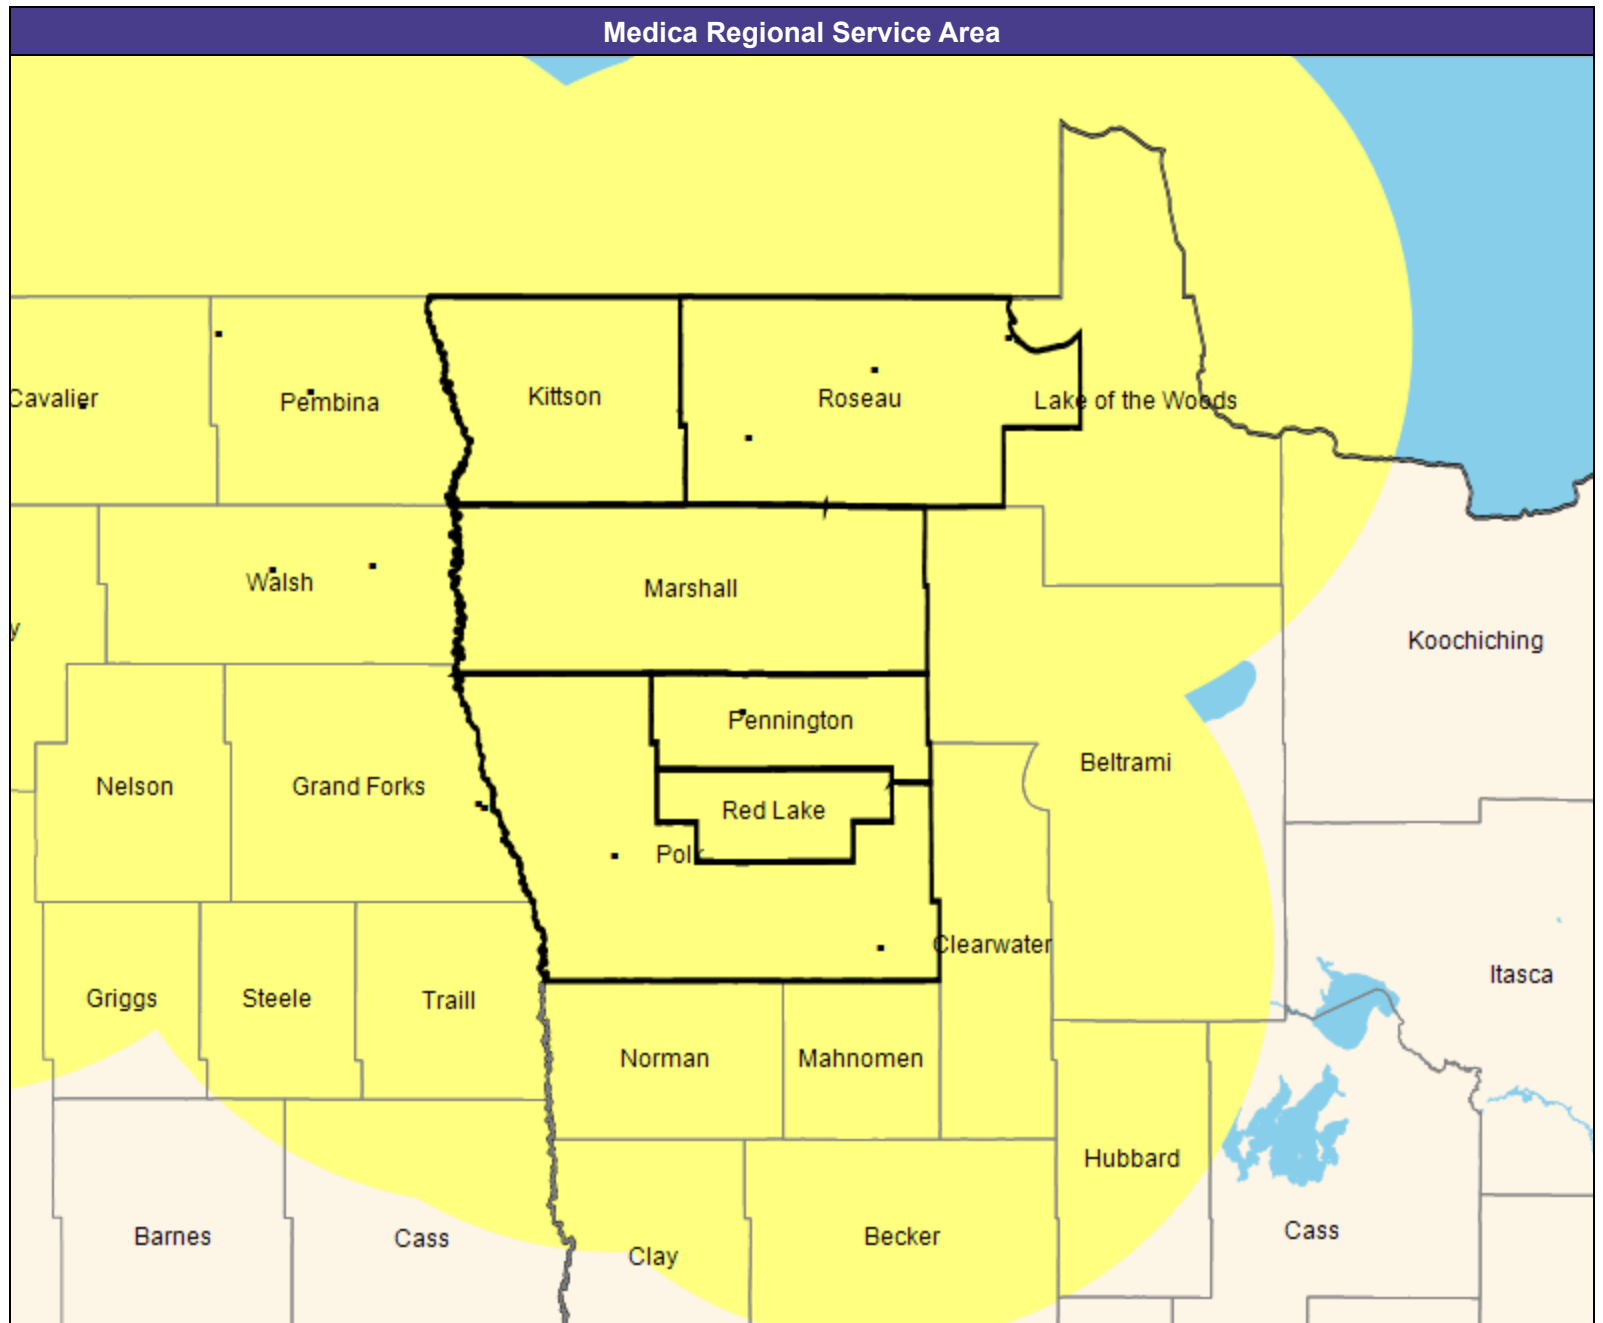 Medica Regional Service Area
Cavalier
Pembina
Kittson
Roseau
Lake of the Woods
Walsh
Marshall
y
Koochiching
Pennington
Nelson
Grand Forks
Beltrami
Red Lake
Polk
Clearwater
Griggs
Steele
Traill
Itasca
Norman
Mahnomen
Hubbard
Barnes
Cass
Clay
Becker
Cass